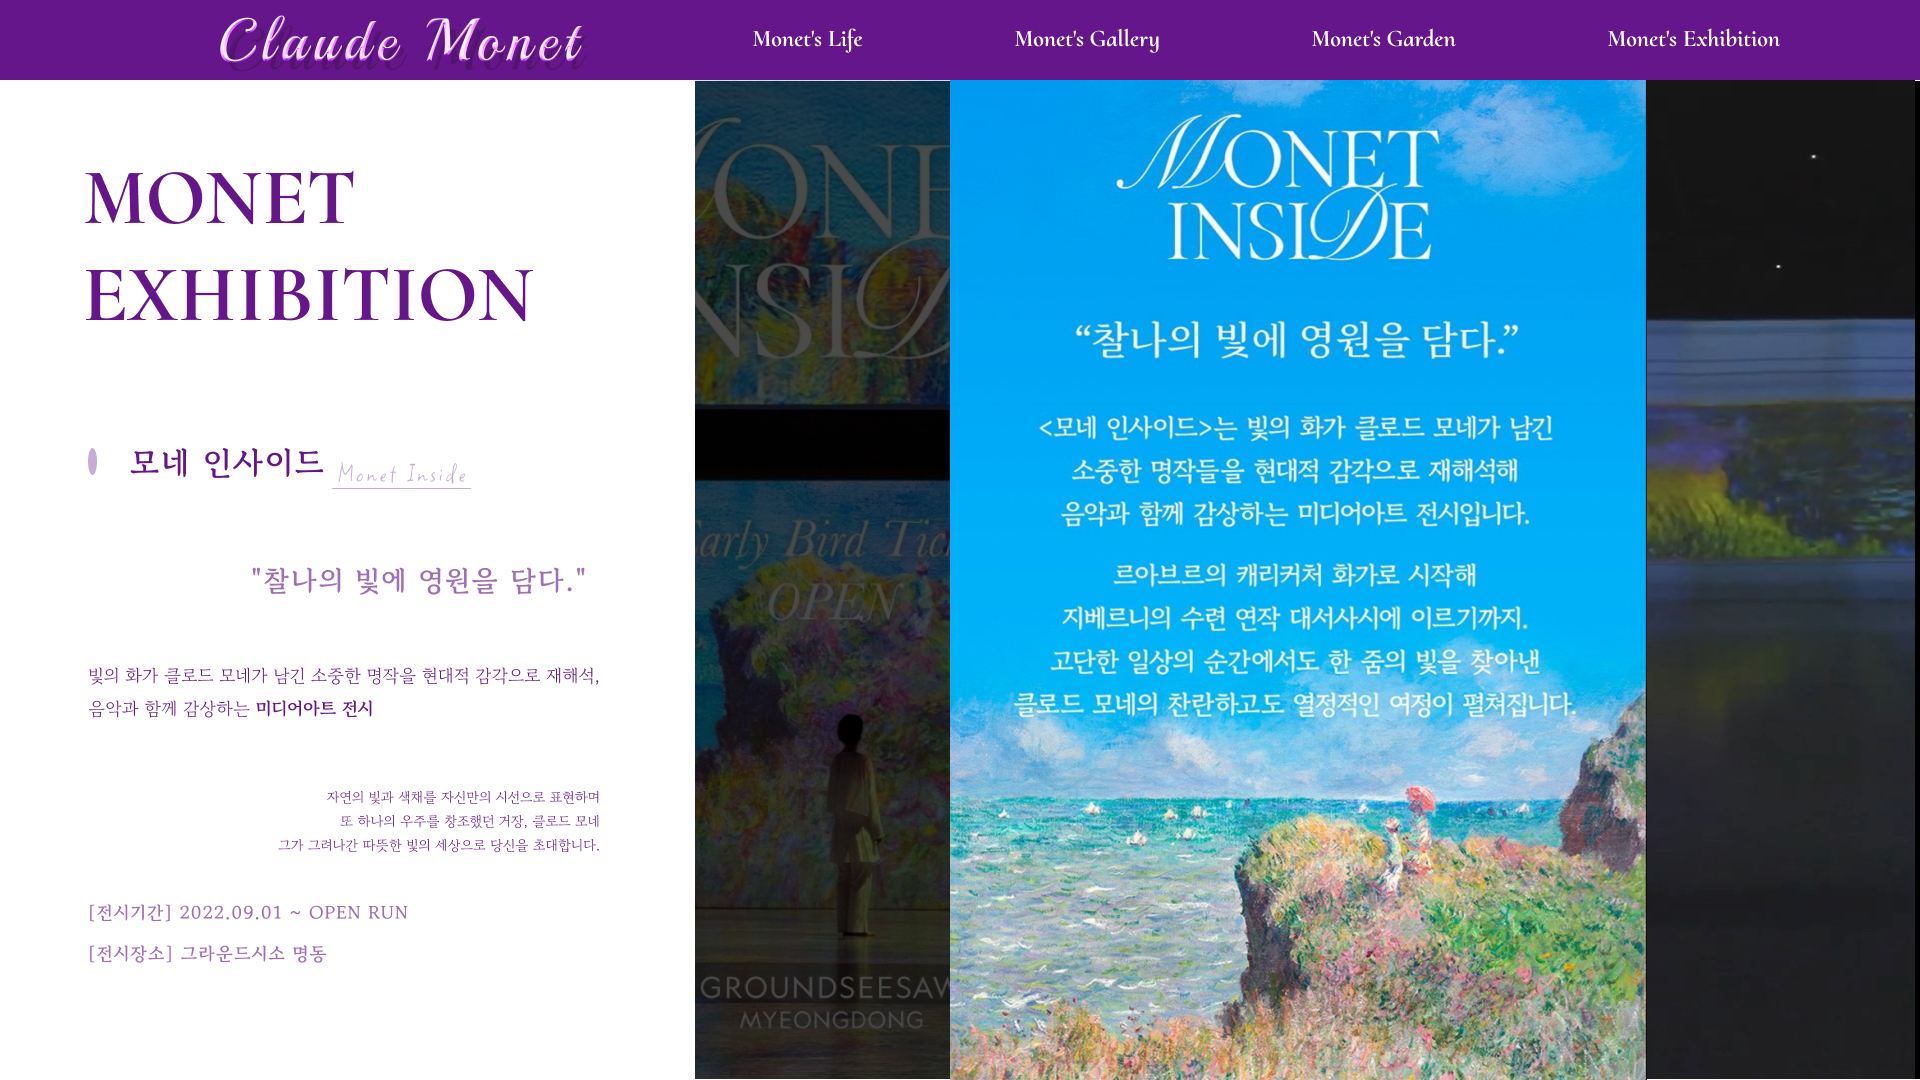 Claude Monet
Monet's Life
Monet's Gallery
Monet's Garden
Monet's Exhibition
MONET
EXHIBITION
모네 인사이드 Monet Inside
"찰나의 빛에 영원을 담다."
빛의 화가 클로드 모네가 남긴 소중한 명작을 현대적 감각으로 재해석,
음악과 함께 감상하는 미디어아트 전시
자연의 빛과 색채를 자신만의 시선으로 표현하며
또 하나의 우주를 창조했던 거장, 클로드 모네
그가 그려나간 따뜻한 빛의 세상으로 당신을 초대합니다.
[전시기간] 2022.09.01 ~ OPEN RUN
[전시장소] 그라운드시소 명동
OPEN
GROUNDSEESAW
MYEONGDONG
MONET
INSIDE
“찰나의 빛에 영원을 담다.”
<모네 인사이드>는 빛의 화가 클로드 모네가 남긴
소중한 명작들을 현대적 감각으로 재해석해
음악과 함께 감상하는 미디어아트 전시입니다.
르아브르의 캐리커처 화가로 시작해
지베르니의 수련 연작 대서사시에 이르기까지.
고단한 일상의 순간에서도 한 줌의 빛을 찾아낸
클로드 모네의 찬란하고도 열정적인 여정이 펼쳐집니다.